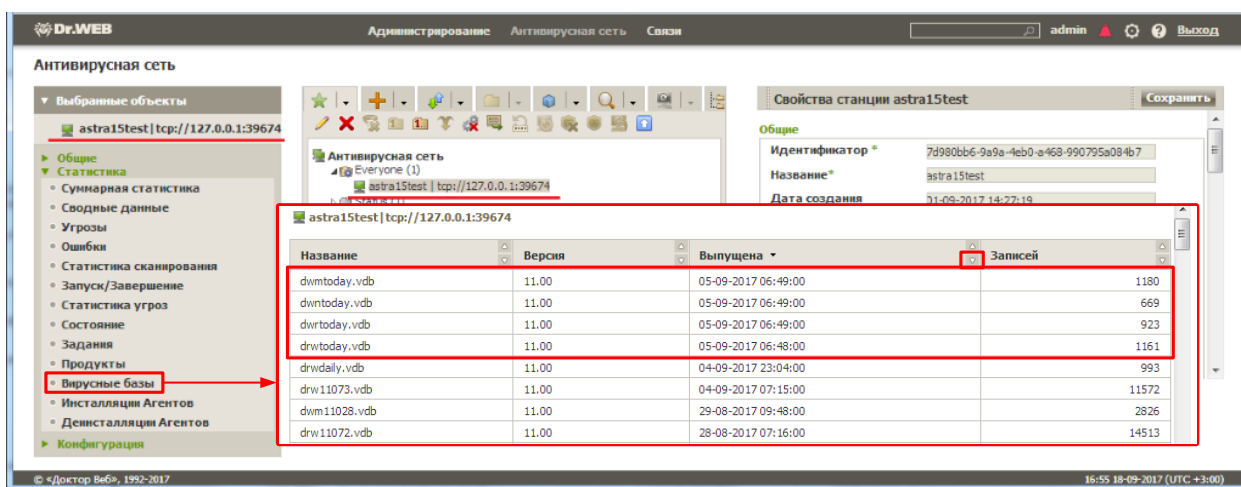 Dr.WEB
Администрирование Антивирусная сеть Связи
admin Выход
Антивирусная сеть
Выбранные объекты
astra15test|tcp://127.0.0.1:39674
Общие
Статистика
Суммарная статистика
Сводные данные
Угрозы
Ошибки
Статистика сканирования
Запуск/Завершение
Статистика угроз
Состояние
Задания
Продукты
Вирусные базы
Инсталляции Агентов
Деинсталляции Агентов
Конфигурация
Антивирусная сеть
Everyone (1)
astra15test | tcp://127.0.0.1:39674
Status (1)
Свойства станции astra15test
Сохранить
Общие
Идентификатор * 7d980bb6-9a9a-4eb0-a468-990795a084b7
Название* astra15test
Дата создания 01-09-2017 14:27:19
astra15test|tcp://127.0.0.1:39674
Название Версия Выпущена Записей
dwmtoday.vdb 11.00 05-09-2017 06:49:00 1180
dwntoday.vdb 11.00 05-09-2017 06:49:00 669
dwrtoday.vdb 11.00 05-09-2017 06:49:00 923
drwtoday.vdb 11.00 05-09-2017 06:48:00 1161
drwdaily.vdb 11.00 04-09-2017 23:04:00 993
drw11073.vdb 11.00 04-09-2017 07:15:00 11572
dwm11028.vdb 11.00 29-08-2017 09:48:00 2826
drw11072.vdb 11.00 28-08-2017 07:16:00 14513
© «Доктор Веб», 1992-2017
16:55 18-09-2017 (UTC +3:00)